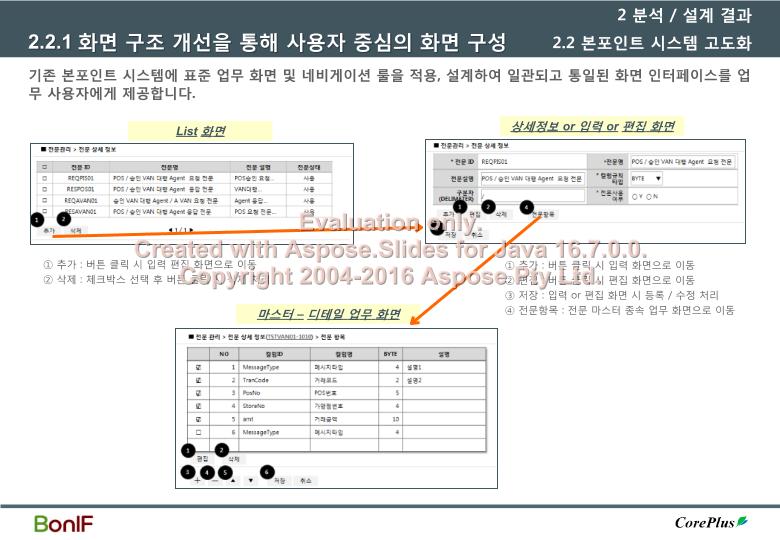 2 분석 / 설계 결과
2.2.1 화면 구조 개선을 통해 사용자 중심의 화면 구성
2.2 본포인트 시스템 고도화
기존 본포인트 시스템에 표준 업무 화면 및 네비게이션 룰을 적용, 설계하여 일관되고 통일된 화면 인터페이스를 업
무 사용자에게 제공합니다.
List 화면
■ 전문관리 > 전문 상세 정보
□ 전문 ID 전문명 전문 설명 전문상태
□ REQPIS01 POS / 승인 VAN 대행 Agent 요청 전문 POS승인 요청... 사용
□ RESPOS01 POS / 승인 VAN 대행 Agent 응답 전문 VAN대행... 사용
□ REQAVAN01 승인 VAN 대행 Agent / A VAN 요청 전문 Agent 응답... 사용
RESAVAN01 POS / 승인 VAN 대행 Agent 응답 전문 POS 요청 전문... 사용
1 2
추가 삭제 ◀ 1 / 1 ▶
① 추가 : 버튼 클릭 시 입력 편집 화면으로 이동
② 삭제 : 체크박스 선택 후 버튼 클릭 시 삭제 처리
상세정보 or 입력 or 편집 화면
■ 전문관리 > 전문 상세 정보
* 전문 ID REQPIS01 *전문명 POS / 승인 VAN 대행 Agent 요청 전문
전문설명 POS / 승인 VAN 대행 Agent 요청 전문 * 컬럼규칙 타입 BYTE ▼
구분자 (DELIMATER) / * 전문사용 여부 ○Y ○N
1 2 4
추가 편집 삭제 전문항목
저장 취소
① 추가 : 버튼 클릭 시 입력 화면으로 이동
② 편집 : 버튼 클릭 시 편집 화면으로 이동
③ 저장 : 입력 or 편집 화면 시 등록 / 수정 처리
④ 전문항목 : 전문 마스터 종속 업무 화면으로 이동
Evaluation only.
Created with Aspose.Slides for Java 16.7.0.0.
Copyright 2004-2016 Aspose Pty Ltd.
마스터 – 디테일 업무 화면
■ 전문 관리 > 전문 상세 정보(TSTVAN01-1010) > 전문 항목
NO 컬럼ID 컬럼명 BYTE 설명
☑ 1 MessageType 메시지타입 4 설명1
☑ 2 TranCode 거래코드 2 설명2
☑ 3 PosNo POS번호 5
☑ 4 StoreNo 가맹점번호 4
☑ 5 amt 거래금액 10
□ 6 MessageType 메시지타입 4
1 2
편집 삭제
3 4 5 6
+ − ▲ ▼ 저장 취소
BonIF
CorePlus